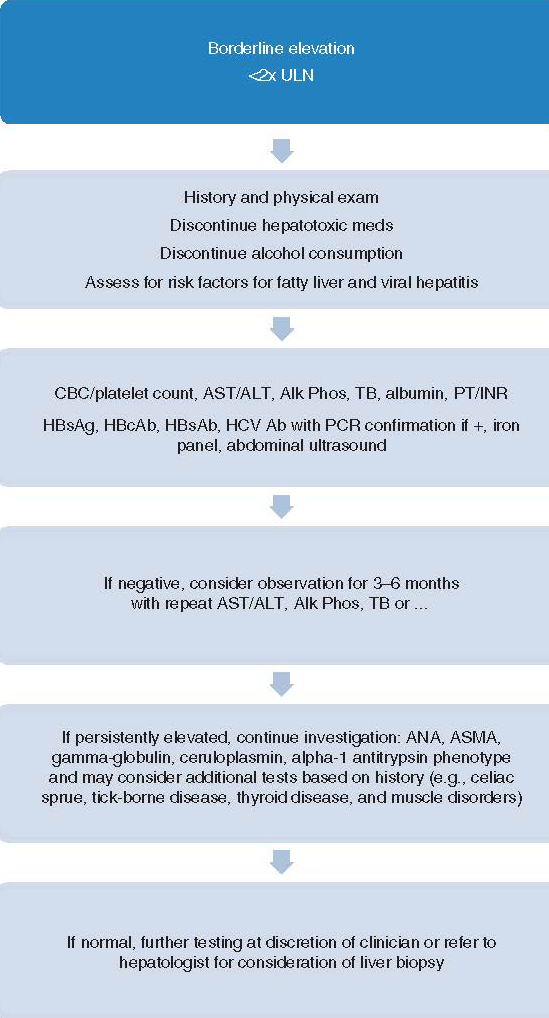 Borderline elevation
<2x ULN
History and physical exam
Discontinue hepatotoxic meds
Discontinue alcohol consumption
Assess for risk factors for fatty liver and viral hepatitis
CBC/platelet count, AST/ALT, Alk Phos, TB, albumin, PT/INR
HBsAg, HBcAb, HBsAb, HCV Ab with PCR confirmation if +, iron
panel, abdominal ultrasound
If negative, consider observation for 3–6 months
with repeat AST/ALT, Alk Phos, TB or ...
If persistently elevated, continue investigation: ANA, ASMA,
gamma-globulin, ceruloplasmin, alpha-1 antitrypsin phenotype
and may consider additional tests based on history (e.g., celiac
sprue, tick-borne disease, thyroid disease, and muscle disorders)
If normal, further testing at discretion of clinician or refer to
hepatologist for consideration of liver biopsy